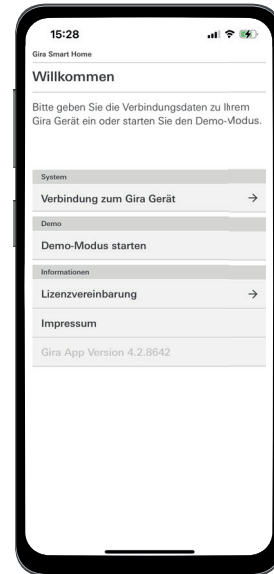 15:28
Gira Smart Home
Willkommen
Bitte geben Sie die Verbindungsdaten zu Ihrem
Gira Gerät ein oder starten Sie den Demo-Modus.
System
Verbindung zum Gira Gerät
Demo
Demo-Modus starten
Informationen
Lizenzvereinbarung
Impressum
Gira App Version 4.2.8642